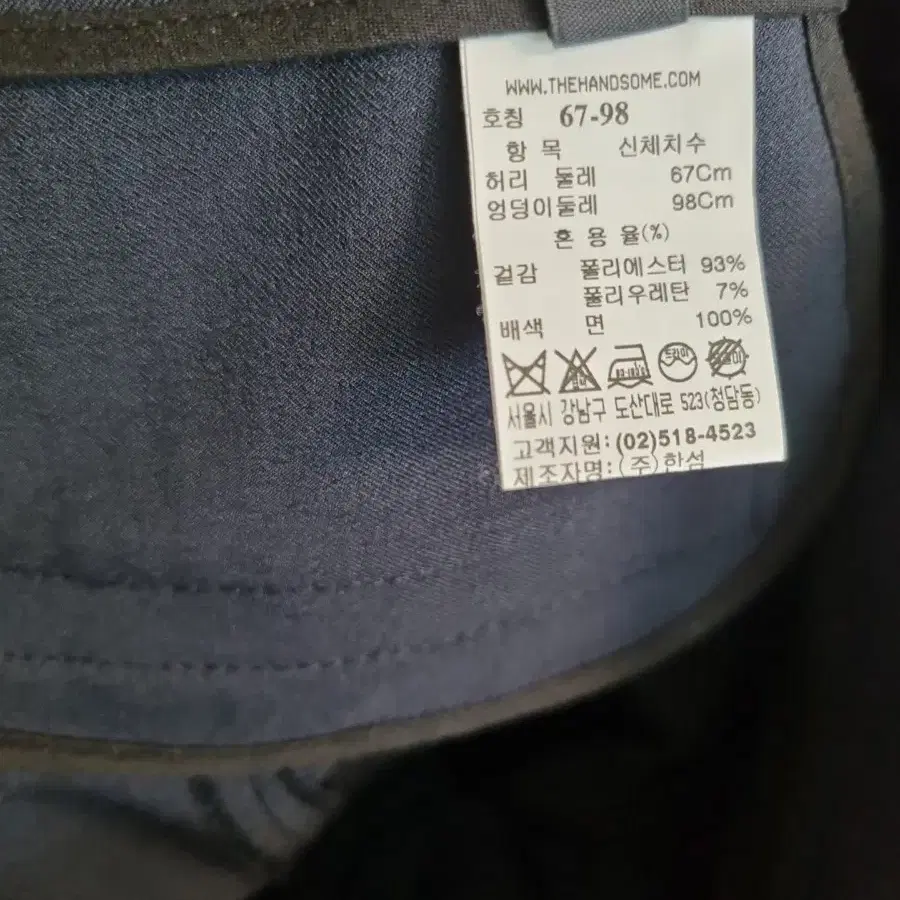 WWW.THEHANDSOME.COM
호칭 67-98
항 목 신체치수
허리 둘레 67Cm
엉덩이둘레 98Cm
혼 용 율(%)
겉감 폴리에스터 93%
폴리우레탄 7%
배색 면 100%
드라이
서울시 강남구 도산대로 523(청담동)
고객지원: (02)518-4523
제조자명: (주)한섬